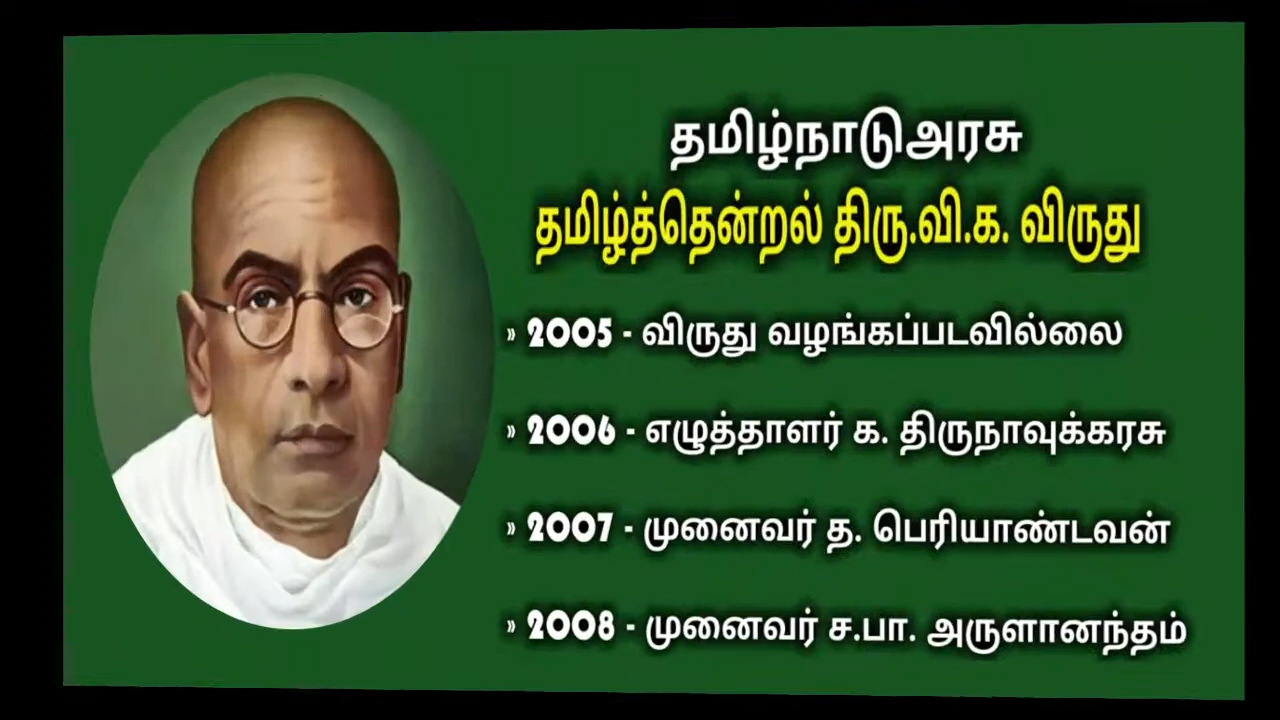 தமிழ்நாடுஅரசு
தமிழ்த்தென்றல் திரு.வி.க. விருது
» 2005 - விருது வழங்கப்படவில்லை
» 2006 - எழுத்தாளர் க. திருநாவுக்கரசு
» 2007 - முனைவர் த. பெரியாண்டவன்
» 2008 - முனைவர் ச.பா. அருளானந்தம்